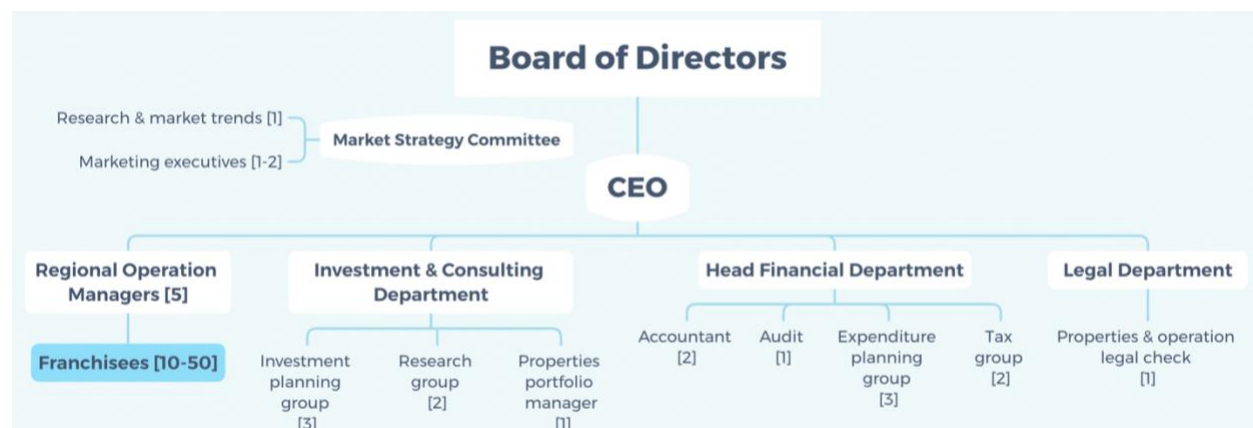 Board of Directors
Research & market trends [1]
Market Strategy Committee
Marketing executives [1-2]
CEO
Regional Operation
Managers [5]
Franchisees [10-50]
Investment & Consulting
Department
Investment
planning
group
[3]
Research
group
[2]
Properties
portfolio
manager
[1]
Head Financial Department
Accountant
[2]
Audit
[1]
Expenditure
planning
group
[3]
Tax
group
[2]
Legal Department
Properties & operation
legal check
[1]